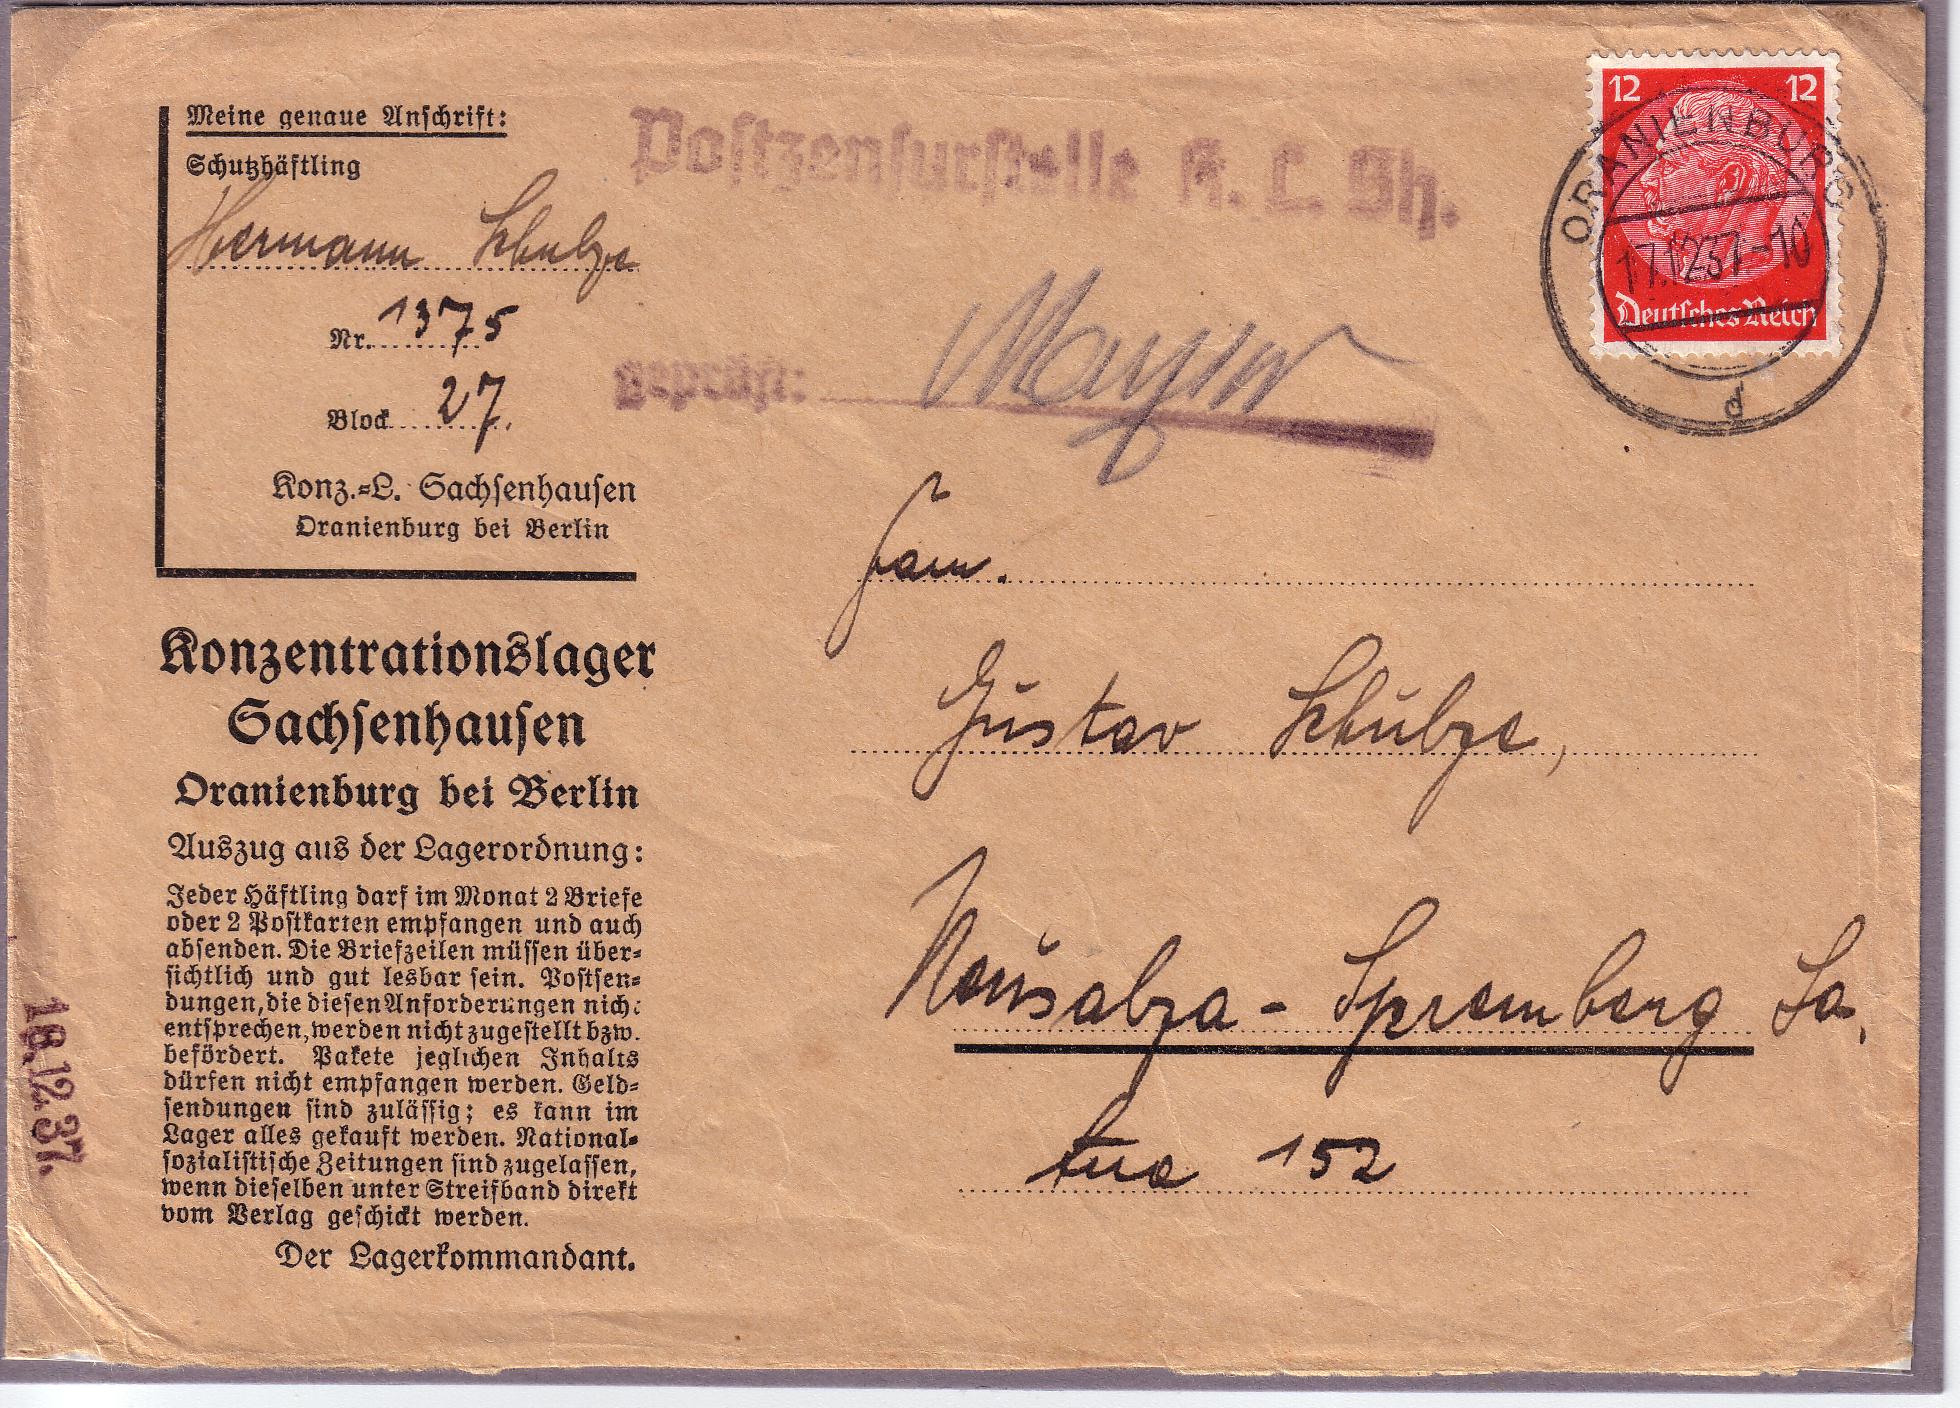 Meine genaue Anschrift:
Schutzhäftling
Hermann Schulze
Nr. 1375
Block 27.
Konz.-L. Sachsenhausen
Oranienburg bei Berlin
Postzensurstelle K. L. Sh.
geprüft:
12 12
ORANIENBURG
17.12.37-10
d
Deutsches Reich
Konzentrationslager
Sachsenhausen
Oranienburg bei Berlin
Auszug aus der Lagerordnung:
Jeder Häftling darf im Monat 2 Briefe
oder 2 Postkarten empfangen und auch
absenden. Die Briefzeilen müssen über-
sichtlich und gut lesbar sein. Postsen-
dungen, die diesen Anforderungen nicht
entsprechen, werden nicht zugestellt bzw.
befördert. Pakete jeglichen Inhalts
dürfen nicht empfangen werden. Geld-
sendungen sind zulässig; es kann im
Lager alles gekauft werden. National-
sozialistische Zeitungen sind zugelassen,
wenn dieselben unter Streifband direkt
vom Verlag geschickt werden.
Der Lagerkommandant.
Fam.
Gustav Schulze,
Neusalza - Spremberg Sa.
152
18.12.37.